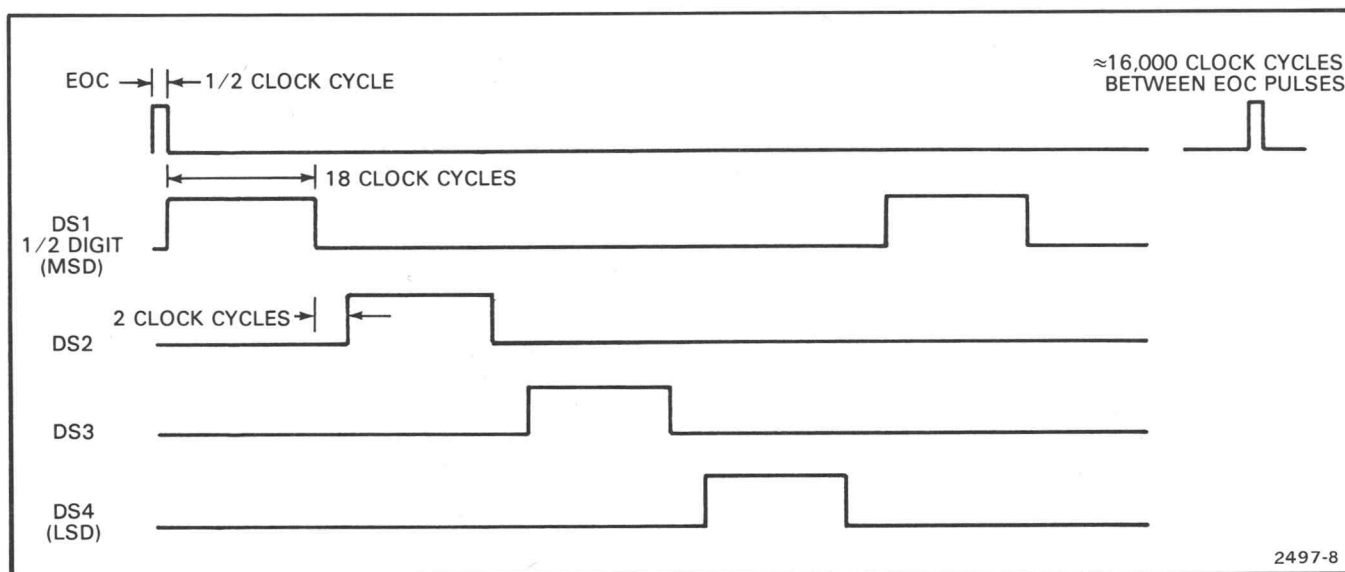 EOC
1/2 CLOCK CYCLE
≈16,000 CLOCK CYCLES
BETWEEN EOC PULSES
18 CLOCK CYCLES
DS1
1/2 DIGIT
(MSD)
2 CLOCK CYCLES
DS2
DS3
DS4
(LSD)
2497-8